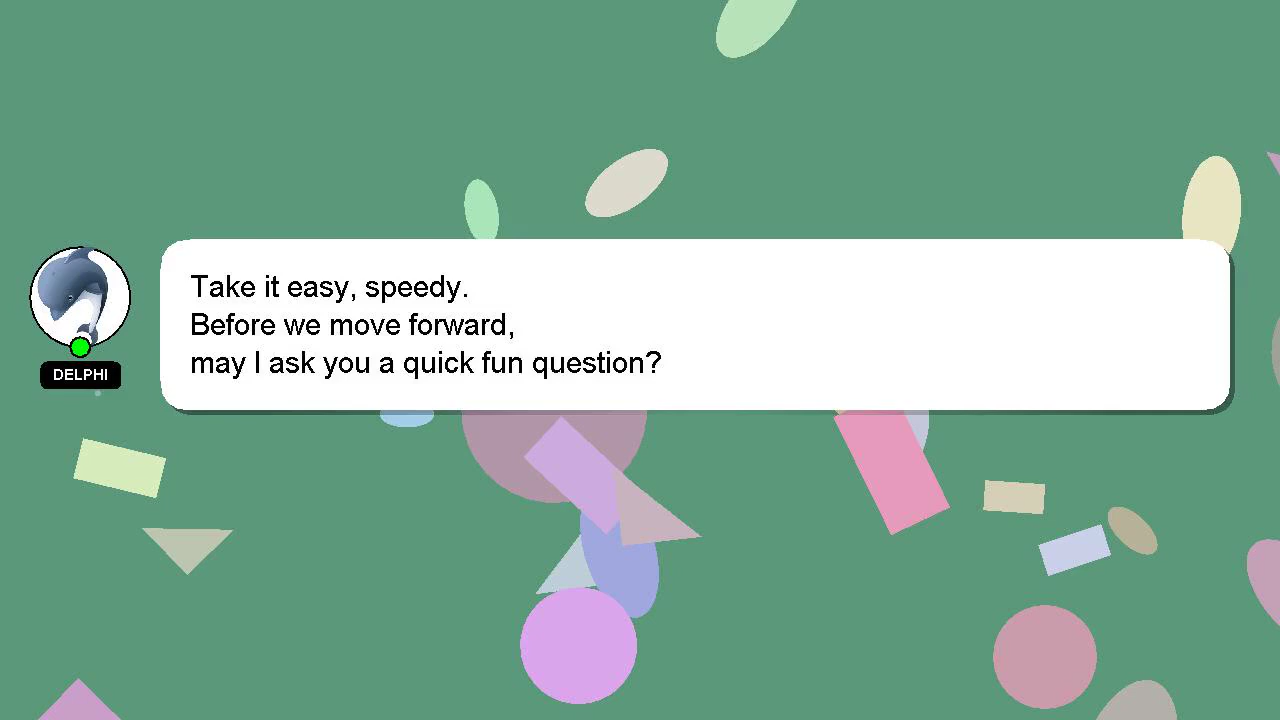 Take it easy, speedy.
Before we move forward,
may I ask you a quick fun question?
DELPHI